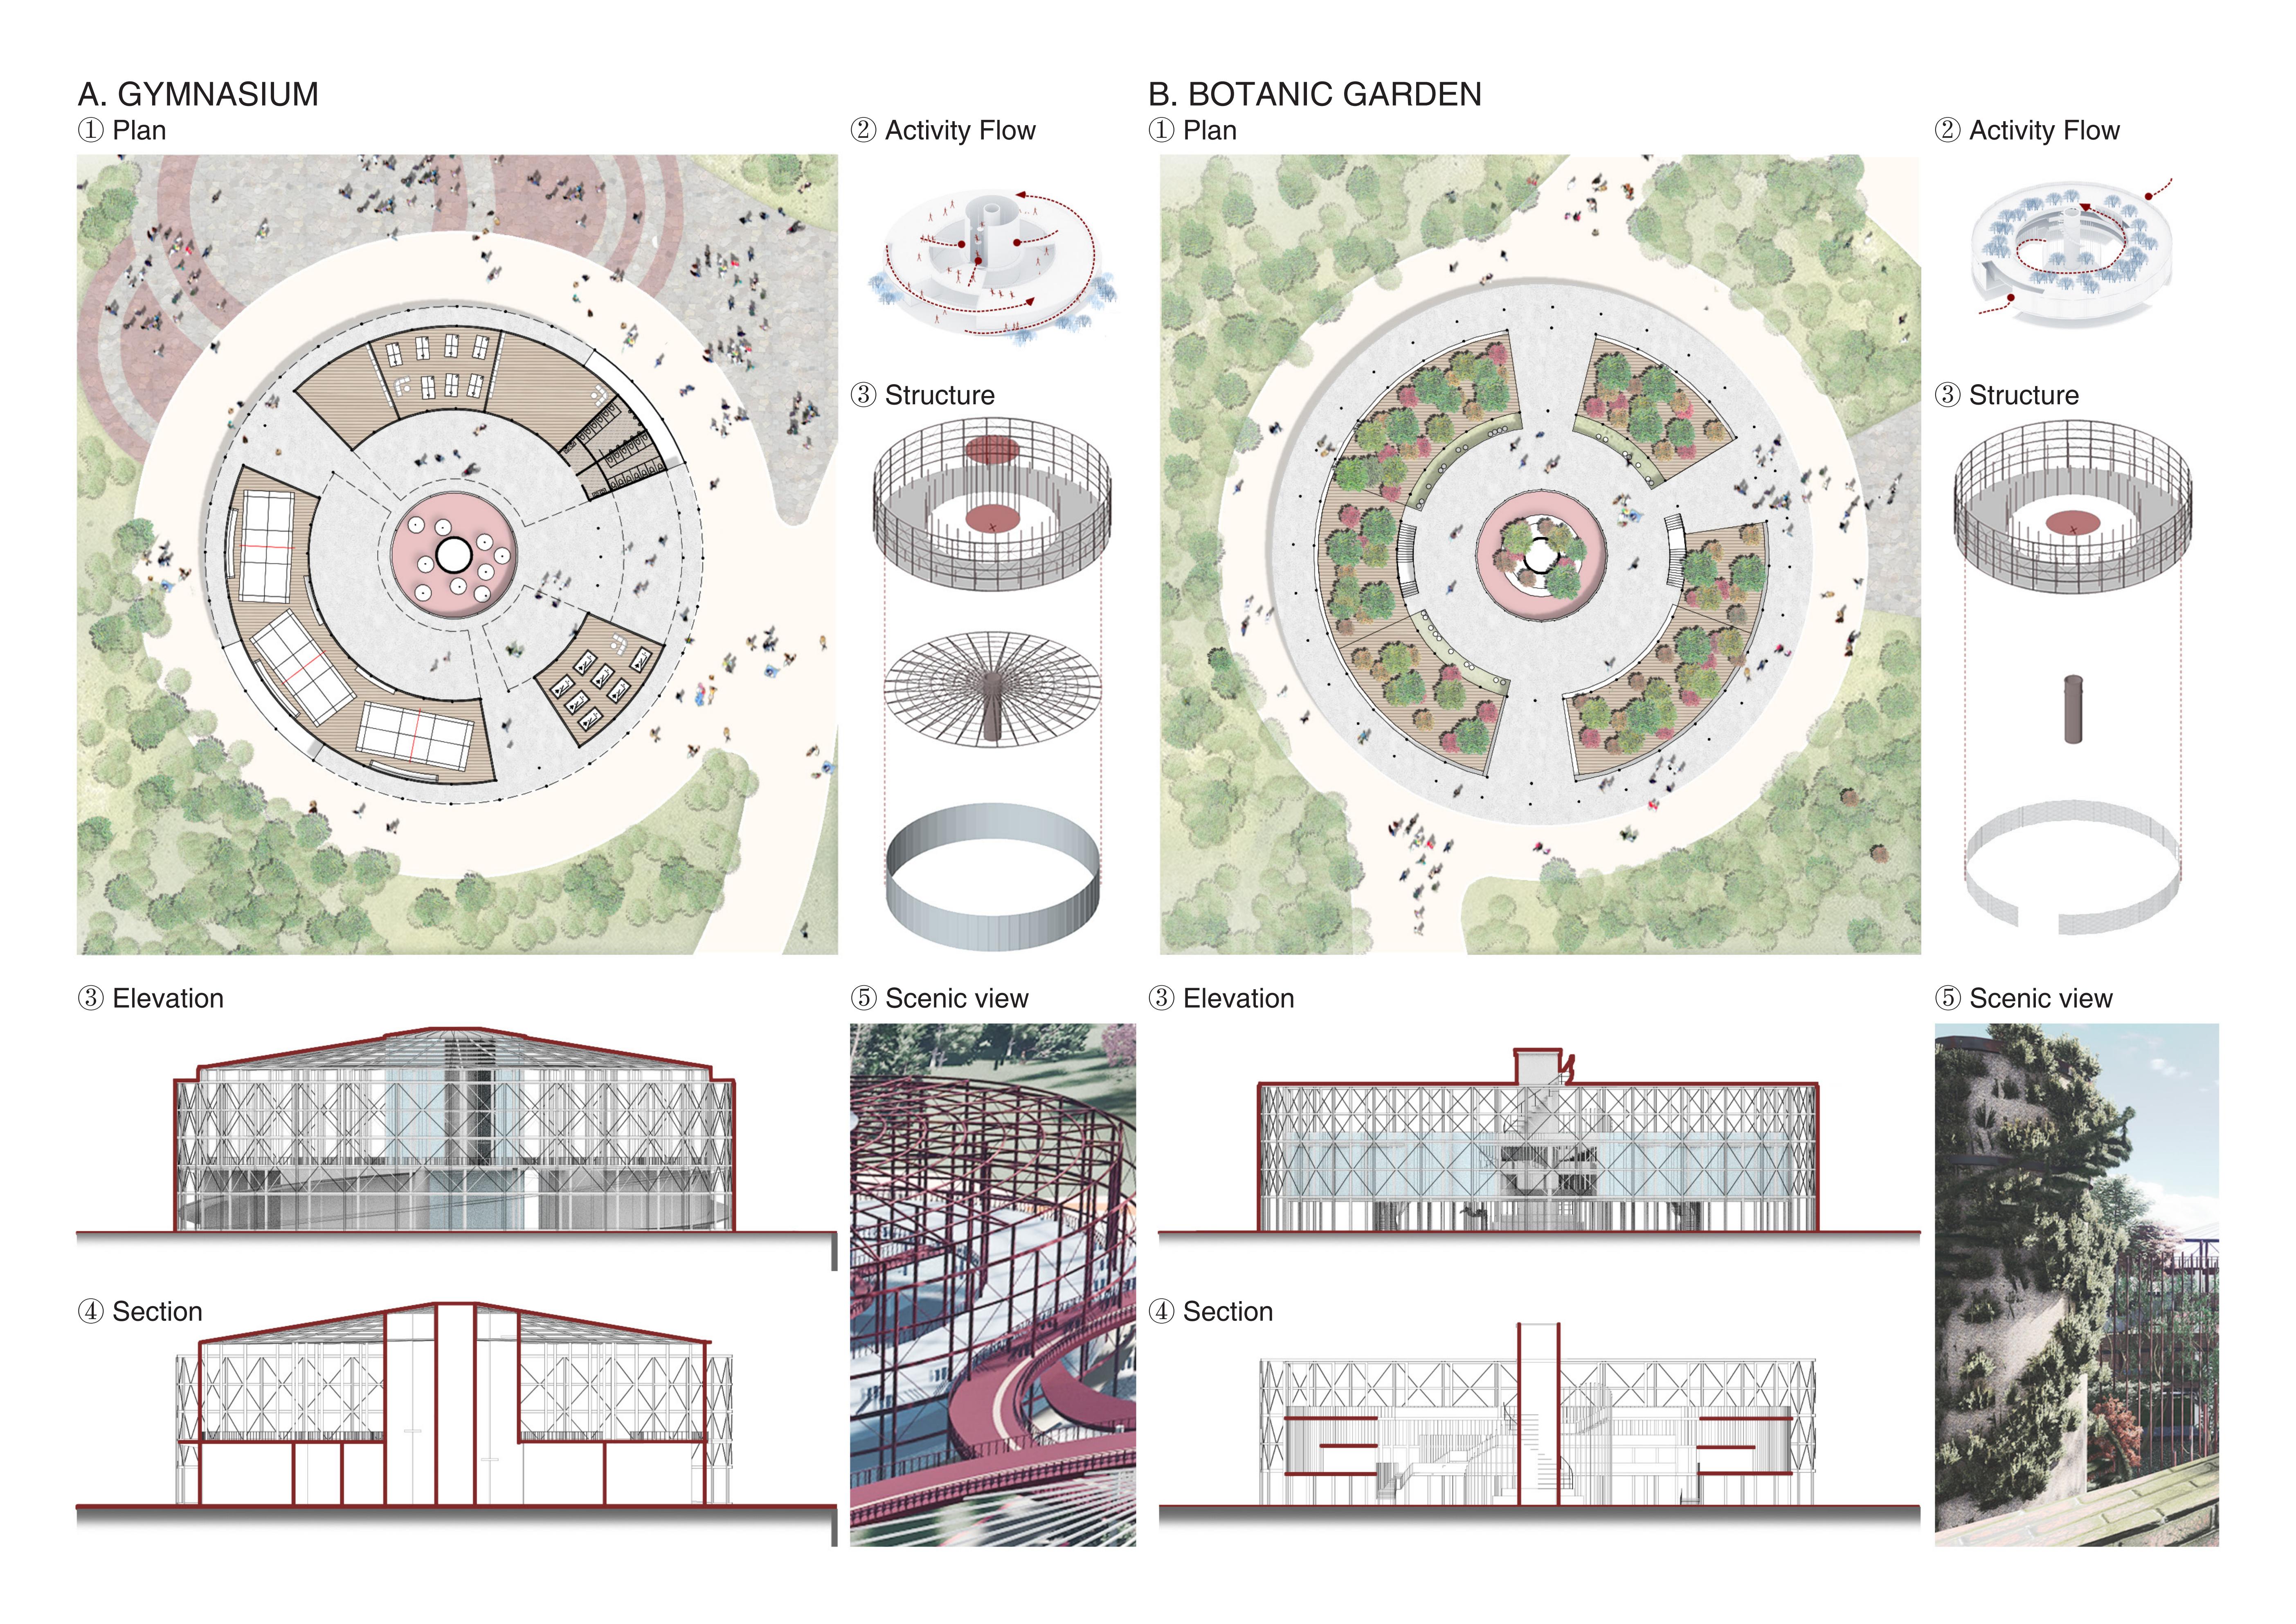 A. GYMNASIUM
① Plan
② Activity Flow
③ Structure
③ Elevation
④ Section
⑤ Scenic view
B. BOTANIC GARDEN
① Plan
② Activity Flow
③ Structure
③ Elevation
④ Section
⑤ Scenic view